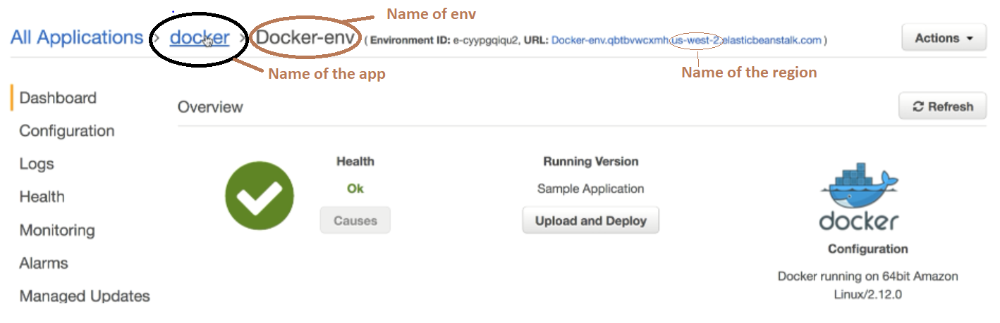 Name of env
All Applications › docker › Docker-env ( Environment ID: e-cyypgqiqu2, URL: Docker-env.qbtbvwcxmh.us-west-2.elasticbeanstalk.com )
Actions
Name of the app
Name of the region
Dashboard
Configuration
Logs
Health
Monitoring
Alarms
Managed Updates
Overview
Refresh
Health
Ok
Causes
Running Version
Sample Application
Upload and Deploy
docker
Configuration
Docker running on 64bit Amazon
Linux/2.12.0